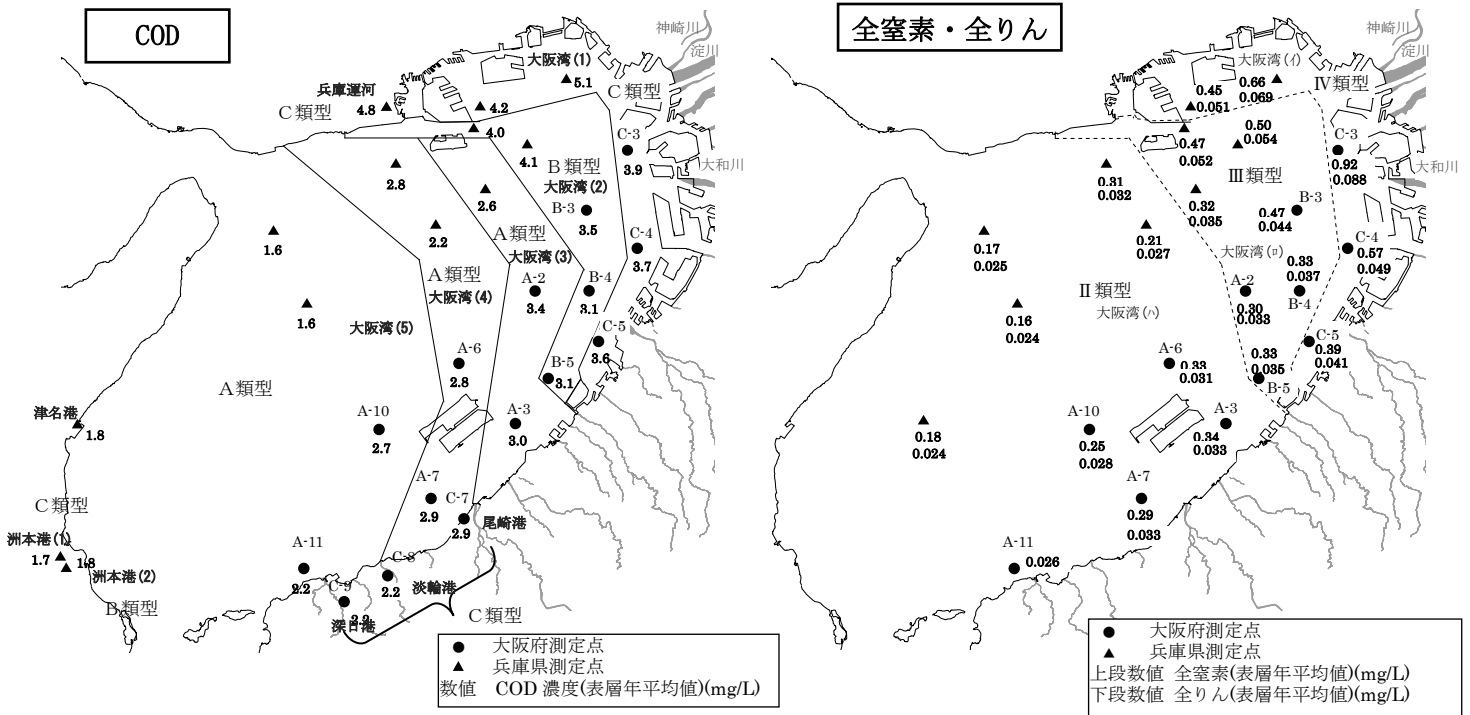 COD
神崎川
淀川
大阪湾(1)
5.1
C類型
兵庫運河
4.8
C類型
4.2
4.0
4.1
B類型
大阪湾(2)
C-3
3.9
2.8
2.6
B-3
3.5
2.2
A類型
大阪湾(3)
C-4
3.7
1.6
A類型
大阪湾(4)
A-2
3.4
B-4
3.1
1.6
大阪湾(5)
C-5
3.6
A-6
2.8
B-5
3.1
A類型
津名港
1.8
A-10
2.7
A-3
3.0
A-7
2.9
C-7
2.9
尾崎港
C類型
洲本港(1)
1.7
1.8
洲本港(2)
B類型
A-11
2.2
C-8
2.2
淡輪港
C-9
深日港
C類型
● 大阪府測定点
▲ 兵庫県測定点
数値 COD 濃度(表層年平均値)(mg/L)
全窒素・全りん
神崎川
淀川
大和川
大阪湾(イ)
0.66
0.069
Ⅳ類型
0.45
0.051
0.50
0.054
0.47
0.052
C-3
0.92
0.088
Ⅲ類型
0.31
0.032
0.32
0.035
B-3
0.47
0.044
0.17
0.025
0.21
0.027
大阪湾(ロ)
C-4
0.57
0.049
0.33
0.037
B-4
Ⅱ類型
大阪湾(ハ)
A-2
0.30
0.033
0.16
0.024
C-5
0.39
0.041
A-6
0.33
0.031
0.33
0.035
B-5
0.18
0.024
A-10
0.25
0.028
A-3
0.34
0.033
A-7
0.29
0.033
A-11
0.026
● 大阪府測定点
▲ 兵庫県測定点
上段数値 全窒素(表層年平均値)(mg/L)
下段数値 全りん(表層年平均値)(mg/L)